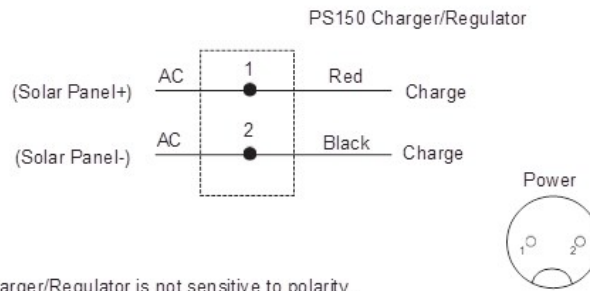 PS150 Charger/Regulator
1
AC
Red
(Solar Panel+)
Charge
2
AC
Black
(Solar Panel-)
Charge
Power
1
2
arger/Regulator is not sensitive to polarity